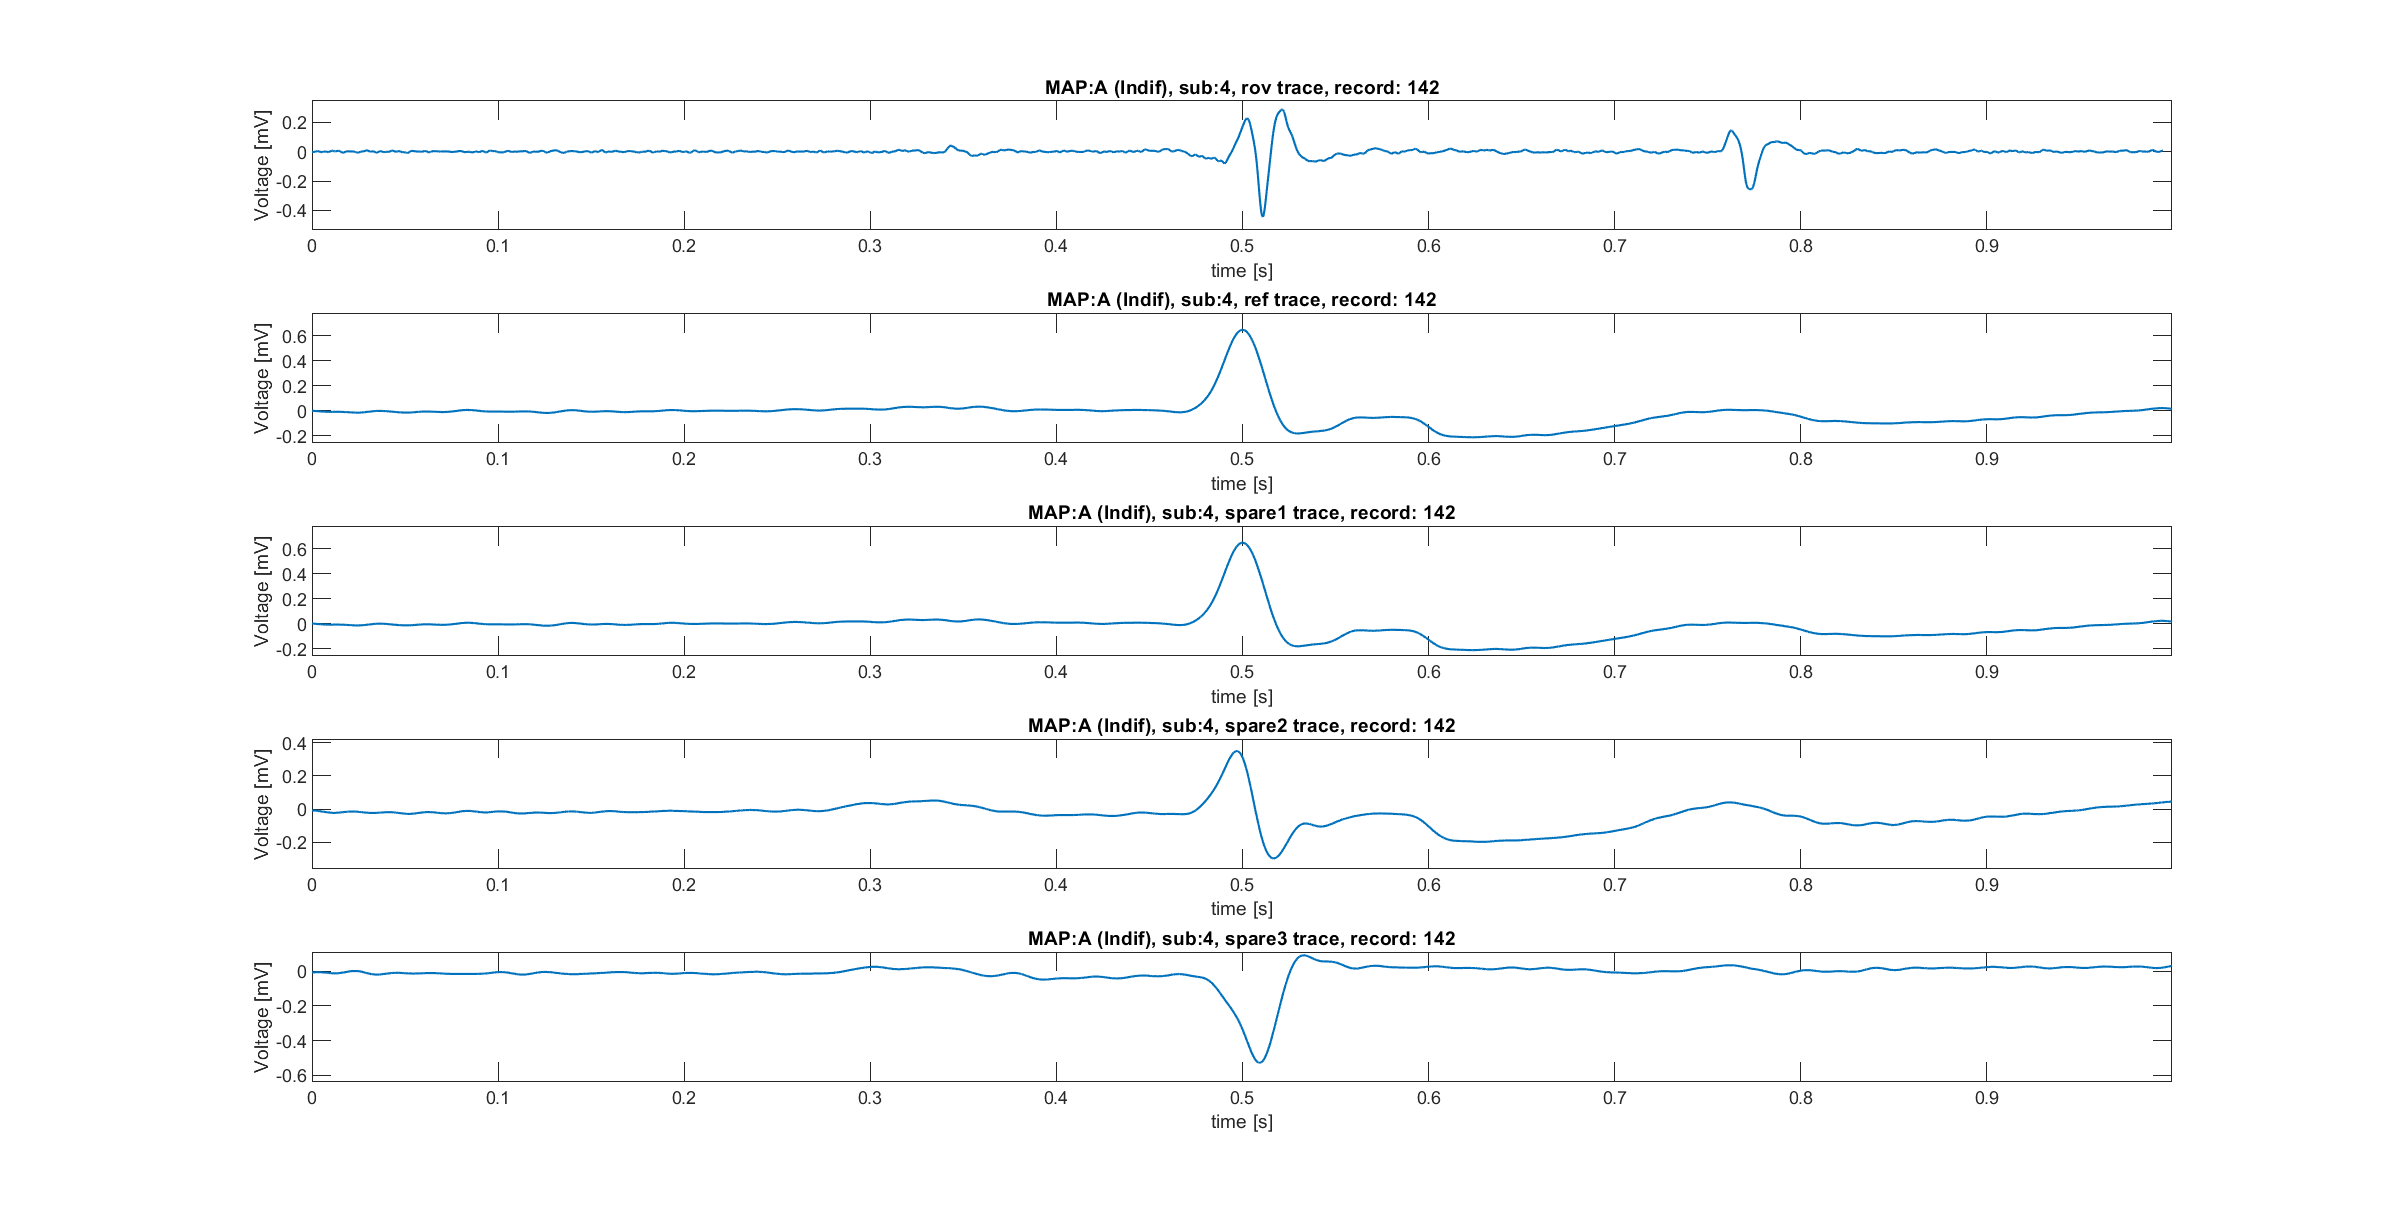 MAP:A (Indif), sub:4, rov trace, record: 142
Voltage [mV]
0.2
0
-0.2
-0.4
0 0.1 0.2 0.3 0.4 0.5 0.6 0.7 0.8 0.9
time [s]
MAP:A (Indif), sub:4, ref trace, record: 142
Voltage [mV]
0.6
0.4
0.2
0
-0.2
0 0.1 0.2 0.3 0.4 0.5 0.6 0.7 0.8 0.9
time [s]
MAP:A (Indif), sub:4, spare1 trace, record: 142
Voltage [mV]
0.6
0.4
0.2
0
-0.2
0 0.1 0.2 0.3 0.4 0.5 0.6 0.7 0.8 0.9
time [s]
MAP:A (Indif), sub:4, spare2 trace, record: 142
Voltage [mV]
0.4
0.2
0
-0.2
0 0.1 0.2 0.3 0.4 0.5 0.6 0.7 0.8 0.9
time [s]
MAP:A (Indif), sub:4, spare3 trace, record: 142
Voltage [mV]
0
-0.2
-0.4
-0.6
0 0.1 0.2 0.3 0.4 0.5 0.6 0.7 0.8 0.9
time [s]